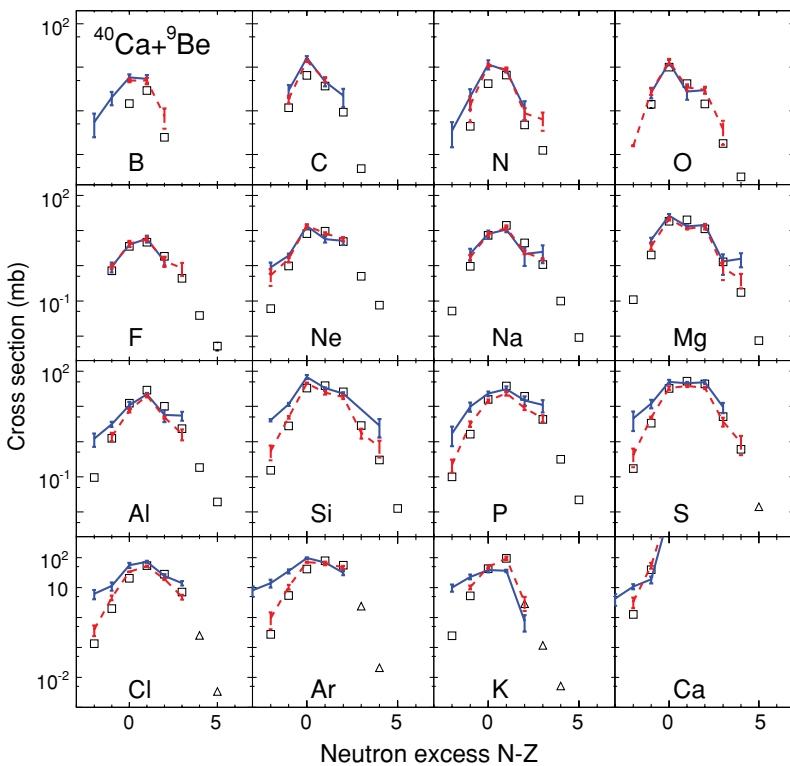 ⁴⁰Ca+⁹Be
10²
B
C
N
O
10²
10⁻¹
F
Ne
Na
Mg
10²
10⁻¹
Al
Si
P
S
10²
10
10⁻²
Cl
Ar
K
Ca
0 5 0 5 0 5 0 5
Neutron excess N-Z
Cross section (mb)